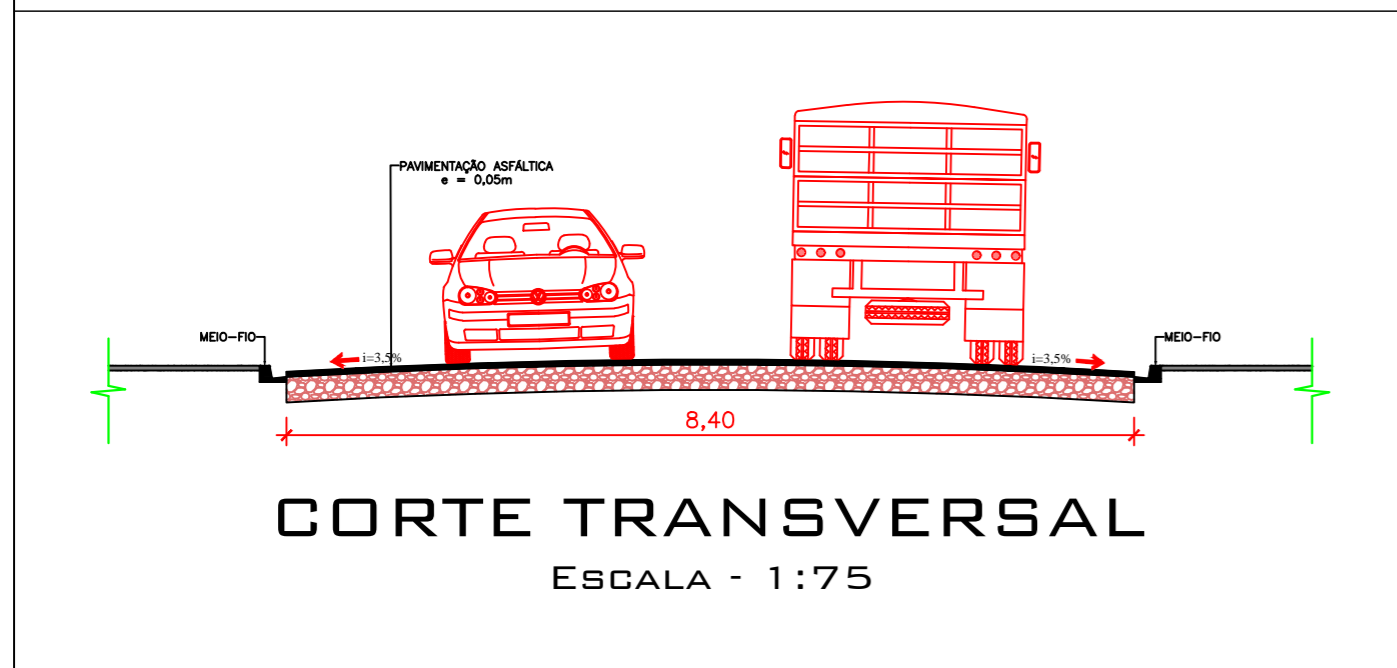 PAVIMENTAÇÃO ASFÁLTICA
e = 0,05m
MEIO-FIO
i=3,5%
i=3,5%
MEIO-FIO
8,40
CORTE TRANSVERSAL
ESCALA - 1:75